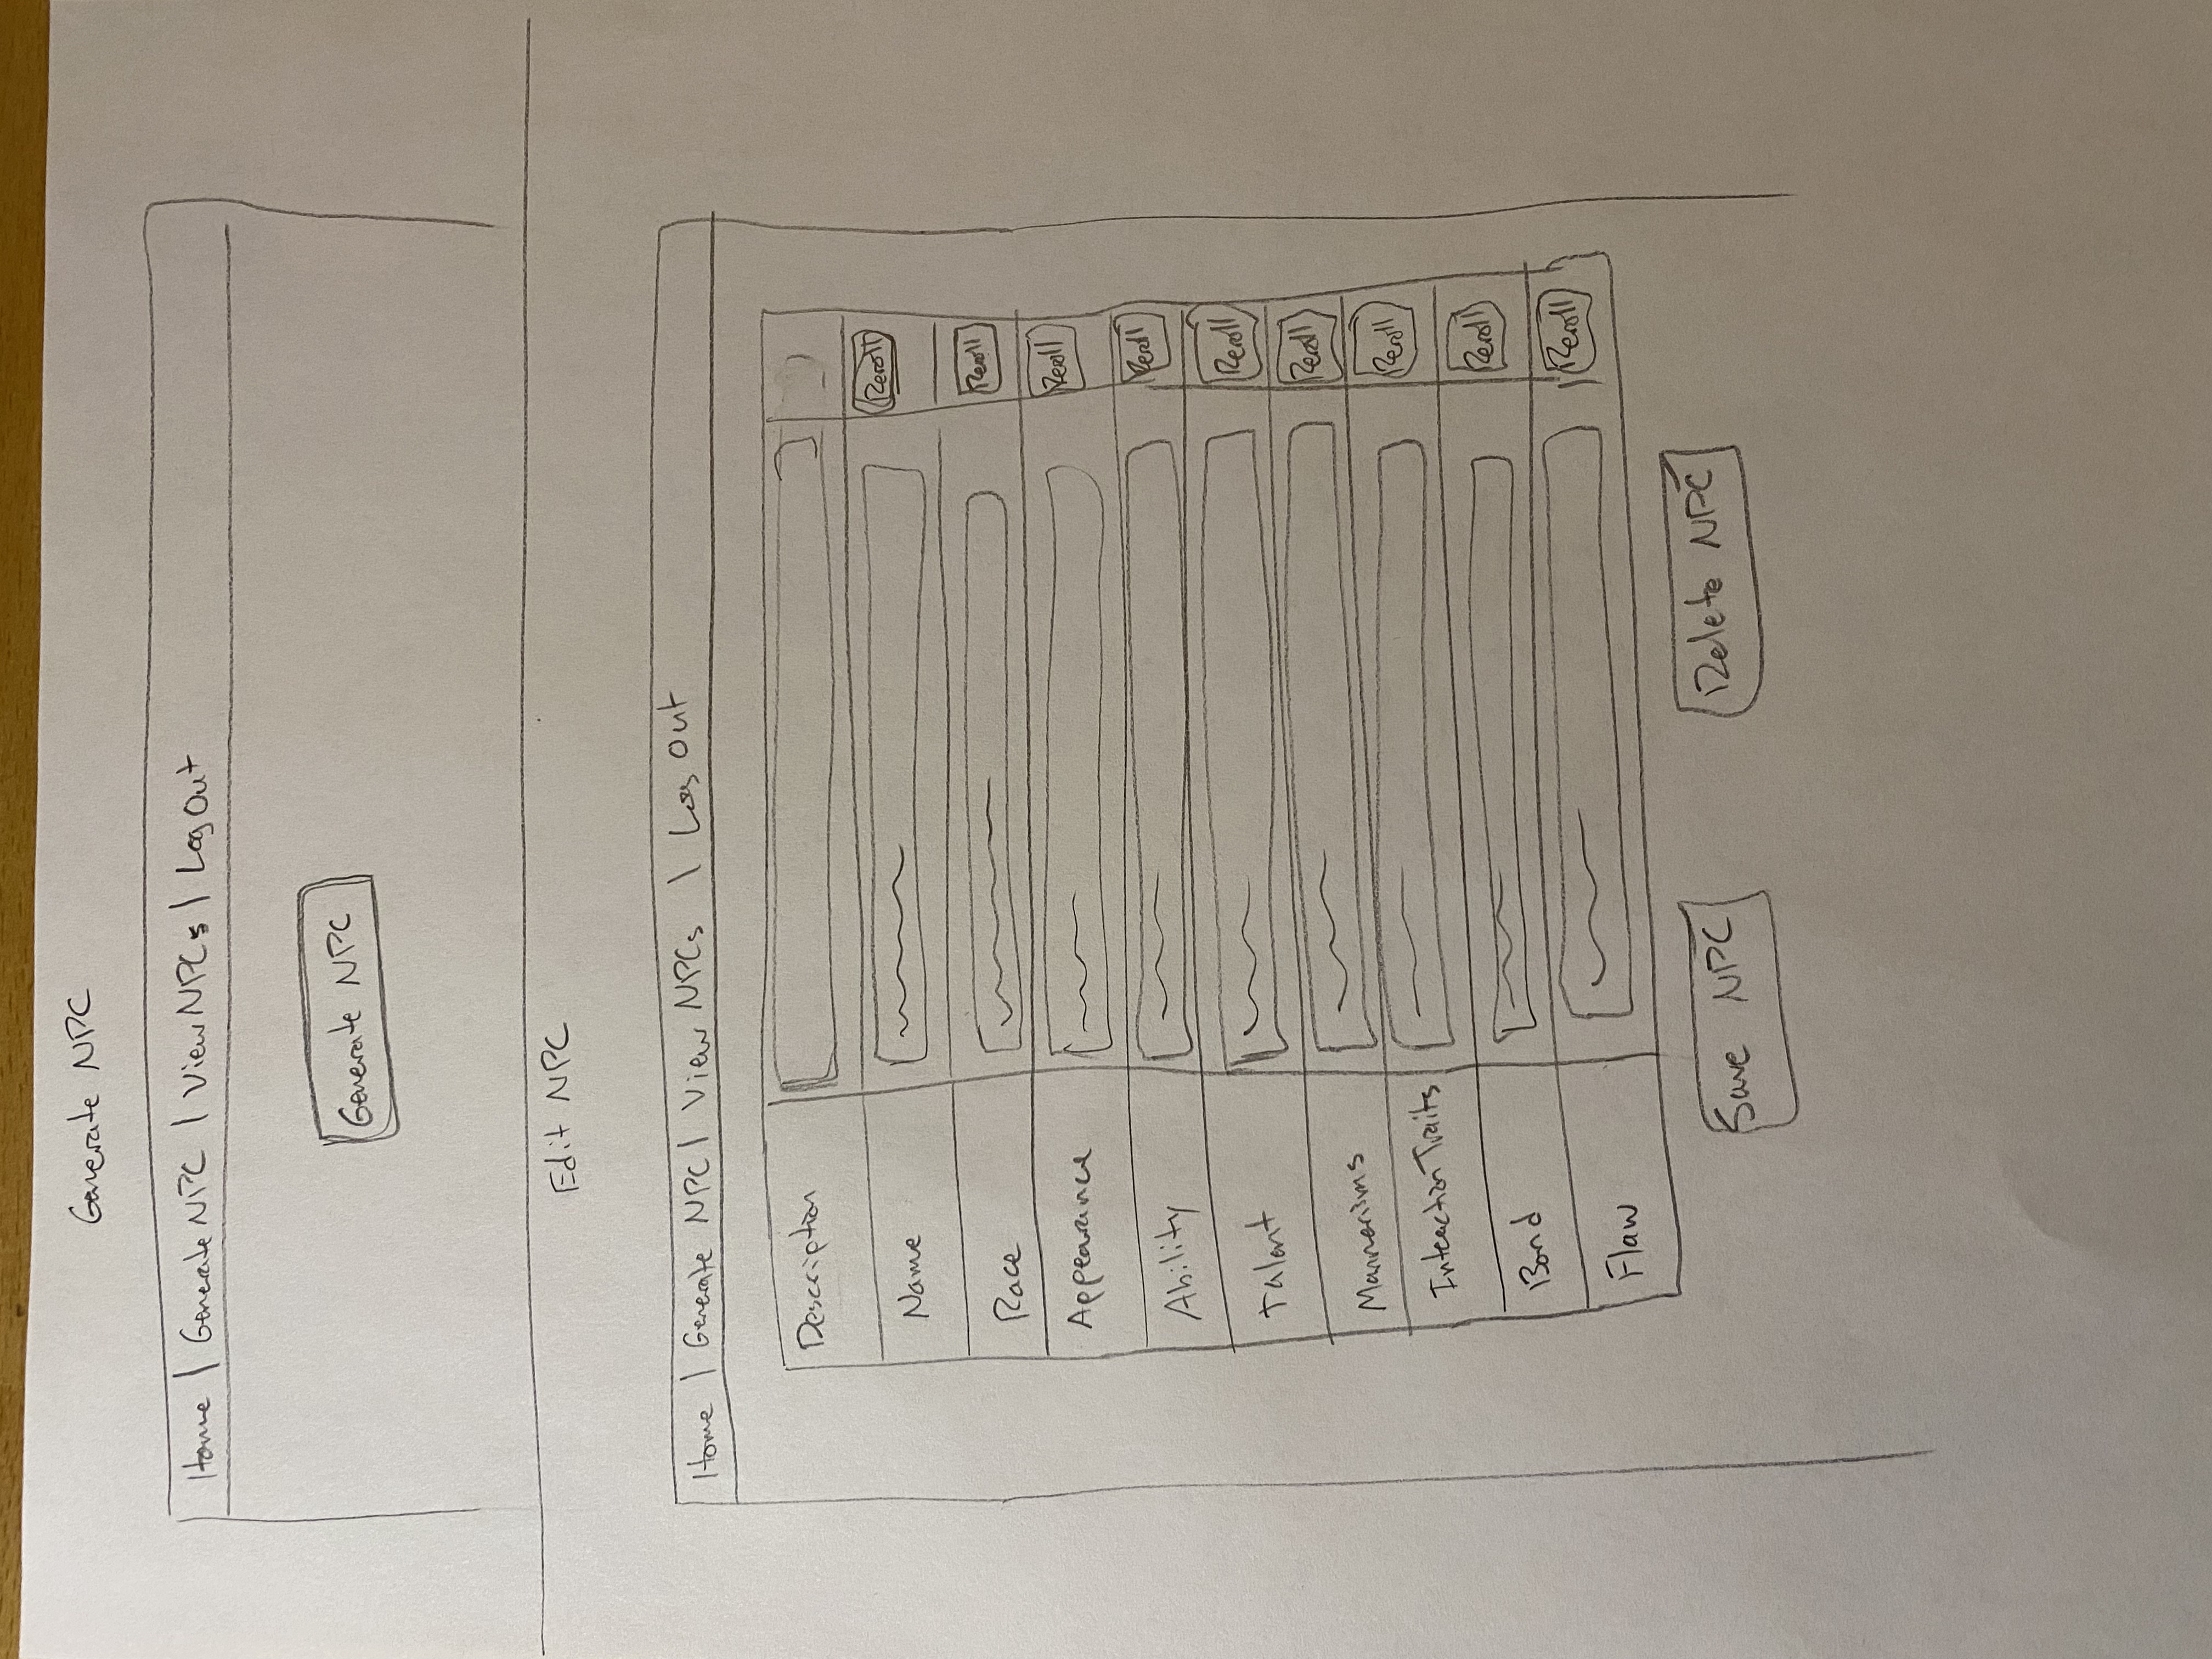 Generate NPC
Home | Generate NPC | View NPCs | Log Out
Generate NPC
Edit NPC
Home | Generate NPC | View NPCs | Log Out
Description
Name Reroll
Race Reroll
Appearance Reroll
Ability Reroll
Talent Reroll
Mannerisms Reroll
Inteaction Traits Reroll
Bond Reroll
Flaw Reroll
Save NPC Delete NPC